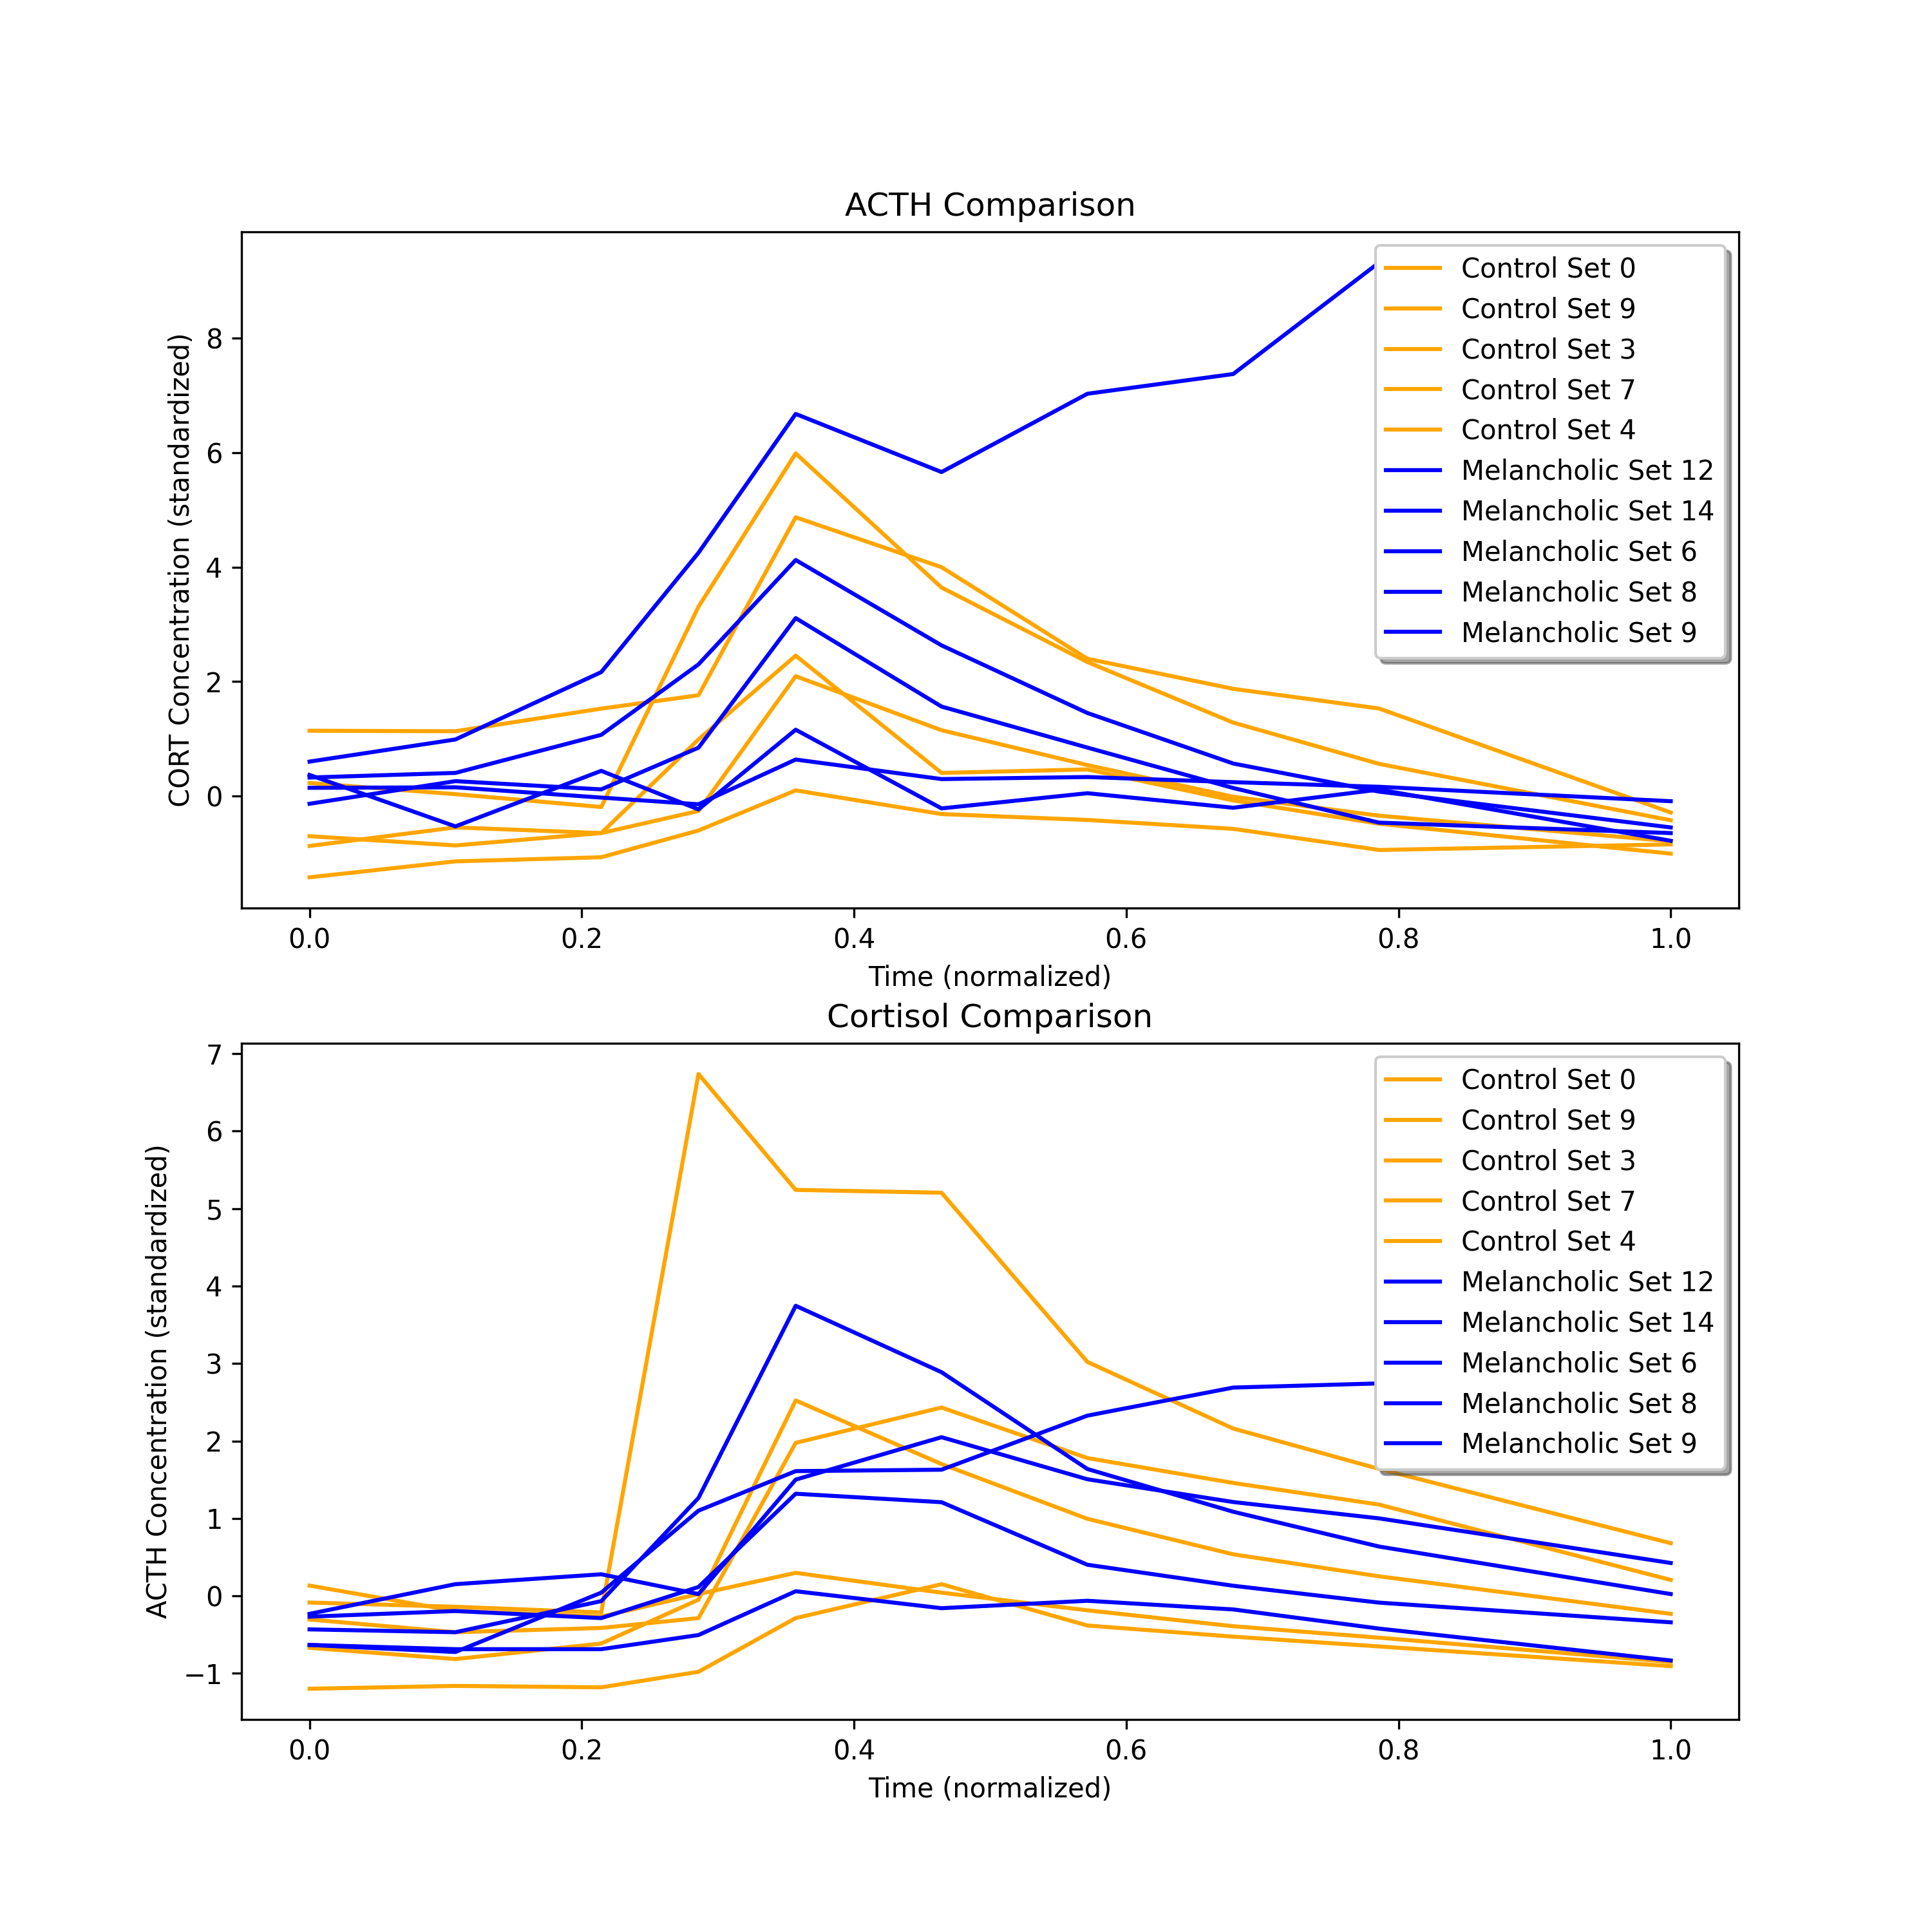 ACTH Comparison
CORT Concentration (standardized)
8
6
4
2
0
Control Set 0
Control Set 9
Control Set 3
Control Set 7
Control Set 4
Melancholic Set 12
Melancholic Set 14
Melancholic Set 6
Melancholic Set 8
Melancholic Set 9
0.0 0.2 0.4 0.6 0.8 1.0
Time (normalized)
Cortisol Comparison
ACTH Concentration (standardized)
7
6
5
4
3
2
1
0
−1
Control Set 0
Control Set 9
Control Set 3
Control Set 7
Control Set 4
Melancholic Set 12
Melancholic Set 14
Melancholic Set 6
Melancholic Set 8
Melancholic Set 9
0.0 0.2 0.4 0.6 0.8 1.0
Time (normalized)